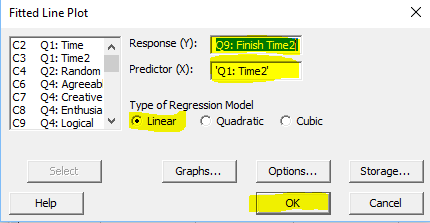 Fitted Line Plot
C2 Q1: Time
C3 Q1: Time2
C4 Q2: Random
C6 Q4: Agreeabl
C7 Q4: Creative
C8 Q4: Enthusia
C9 Q4: Logical
Response (Y): Q9: Finish Time2
Predictor (X): 'Q1: Time2'
Type of Regression Model
Linear Quadratic Cubic
Select Graphs... Options... Storage...
Help OK Cancel